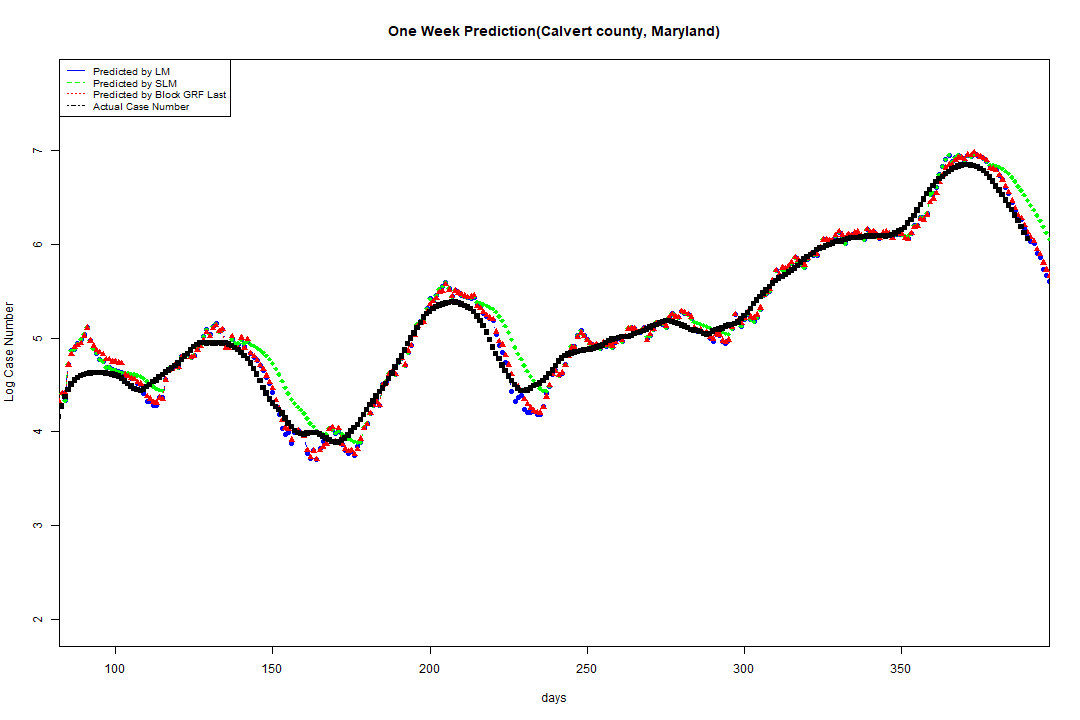 One Week Prediction(Calvert county, Maryland)
Predicted by LM
Predicted by SLM
Predicted by Block GRF Last
Actual Case Number
7
6
5
4
3
2
Log Case Number
100 150 200 250 300 350
days